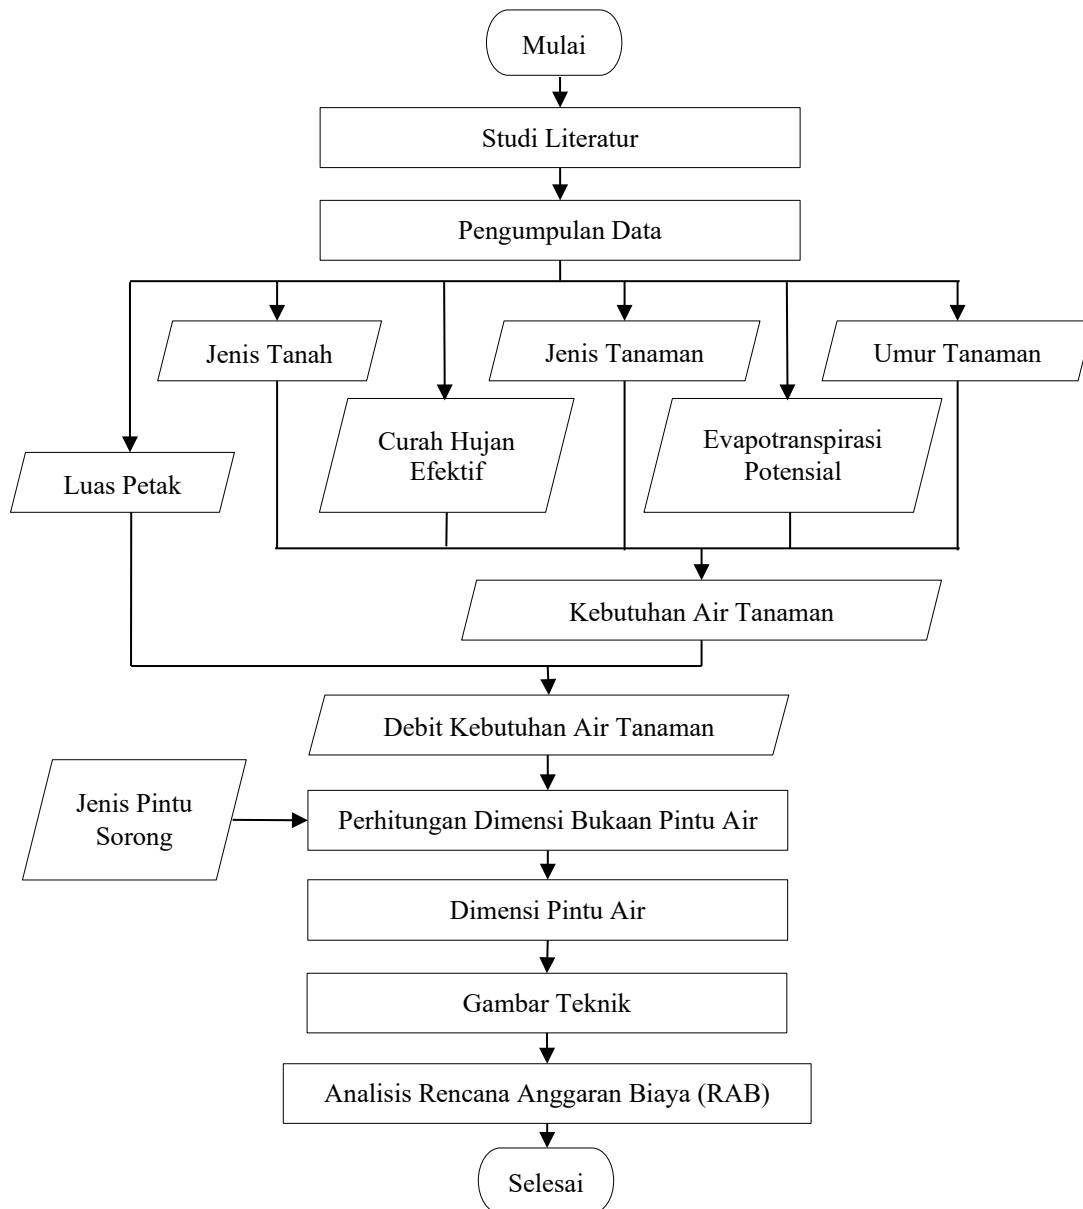 Mulai
Studi Literatur
Pengumpulan Data
Jenis Tanah
Jenis Tanaman
Umur Tanaman
Curah Hujan
Efektif
Evapotranspirasi
Potensial
Luas Petak
Kebutuhan Air Tanaman
Debit Kebutuhan Air Tanaman
Jenis Pintu
Sorong
Perhitungan Dimensi Bukaan Pintu Air
Dimensi Pintu Air
Gambar Teknik
Analisis Rencana Anggaran Biaya (RAB)
Selesai